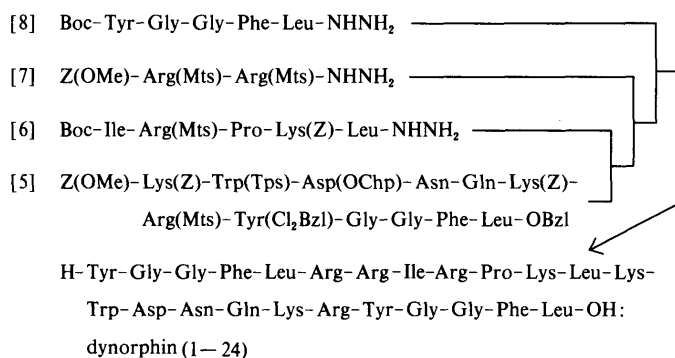 [8] Boc-Tyr-Gly-Gly-Phe-Leu-NHNH₂
[7] Z(OMe)-Arg(Mts)-Arg(Mts)-NHNH₂
[6] Boc-Ile-Arg(Mts)-Pro-Lys(Z)-Leu-NHNH₂
[5] Z(OMe)-Lys(Z)-Trp(Tps)-Asp(OChp)-Asn-Gln-Lys(Z)-
Arg(Mts)-Tyr(Cl₂Bzl)-Gly-Gly-Phe-Leu-OBzl
H-Tyr-Gly-Gly-Phe-Leu-Arg-Arg-Ile-Arg-Pro-Lys-Leu-Lys-
Trp-Asp-Asn-Gln-Lys-Arg-Tyr-Gly-Gly-Phe-Leu-OH:
dynorphin (1—24)